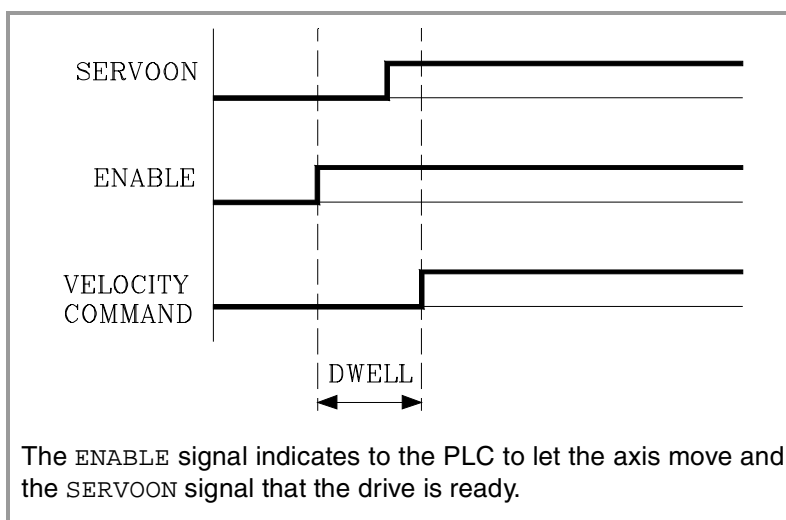 SERVOON
ENABLE
VELOCITY
COMMAND
DWELL
The ENABLE signal indicates to the PLC to let the axis move and
the SERVOON signal that the drive is ready.